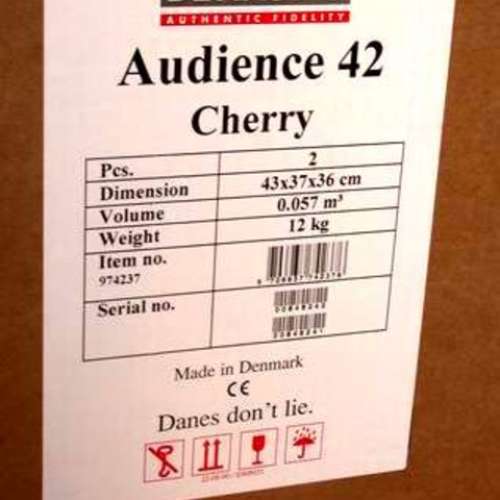 AUTHENTIC FIDELITY
Audience 42
Cherry
Pcs. 2
Dimension 43x37x36 cm
Volume 0.057 m³
Weight 12 kg
Item no.
974237
Serial no.
Made in Denmark
CE
Danes don't lie.